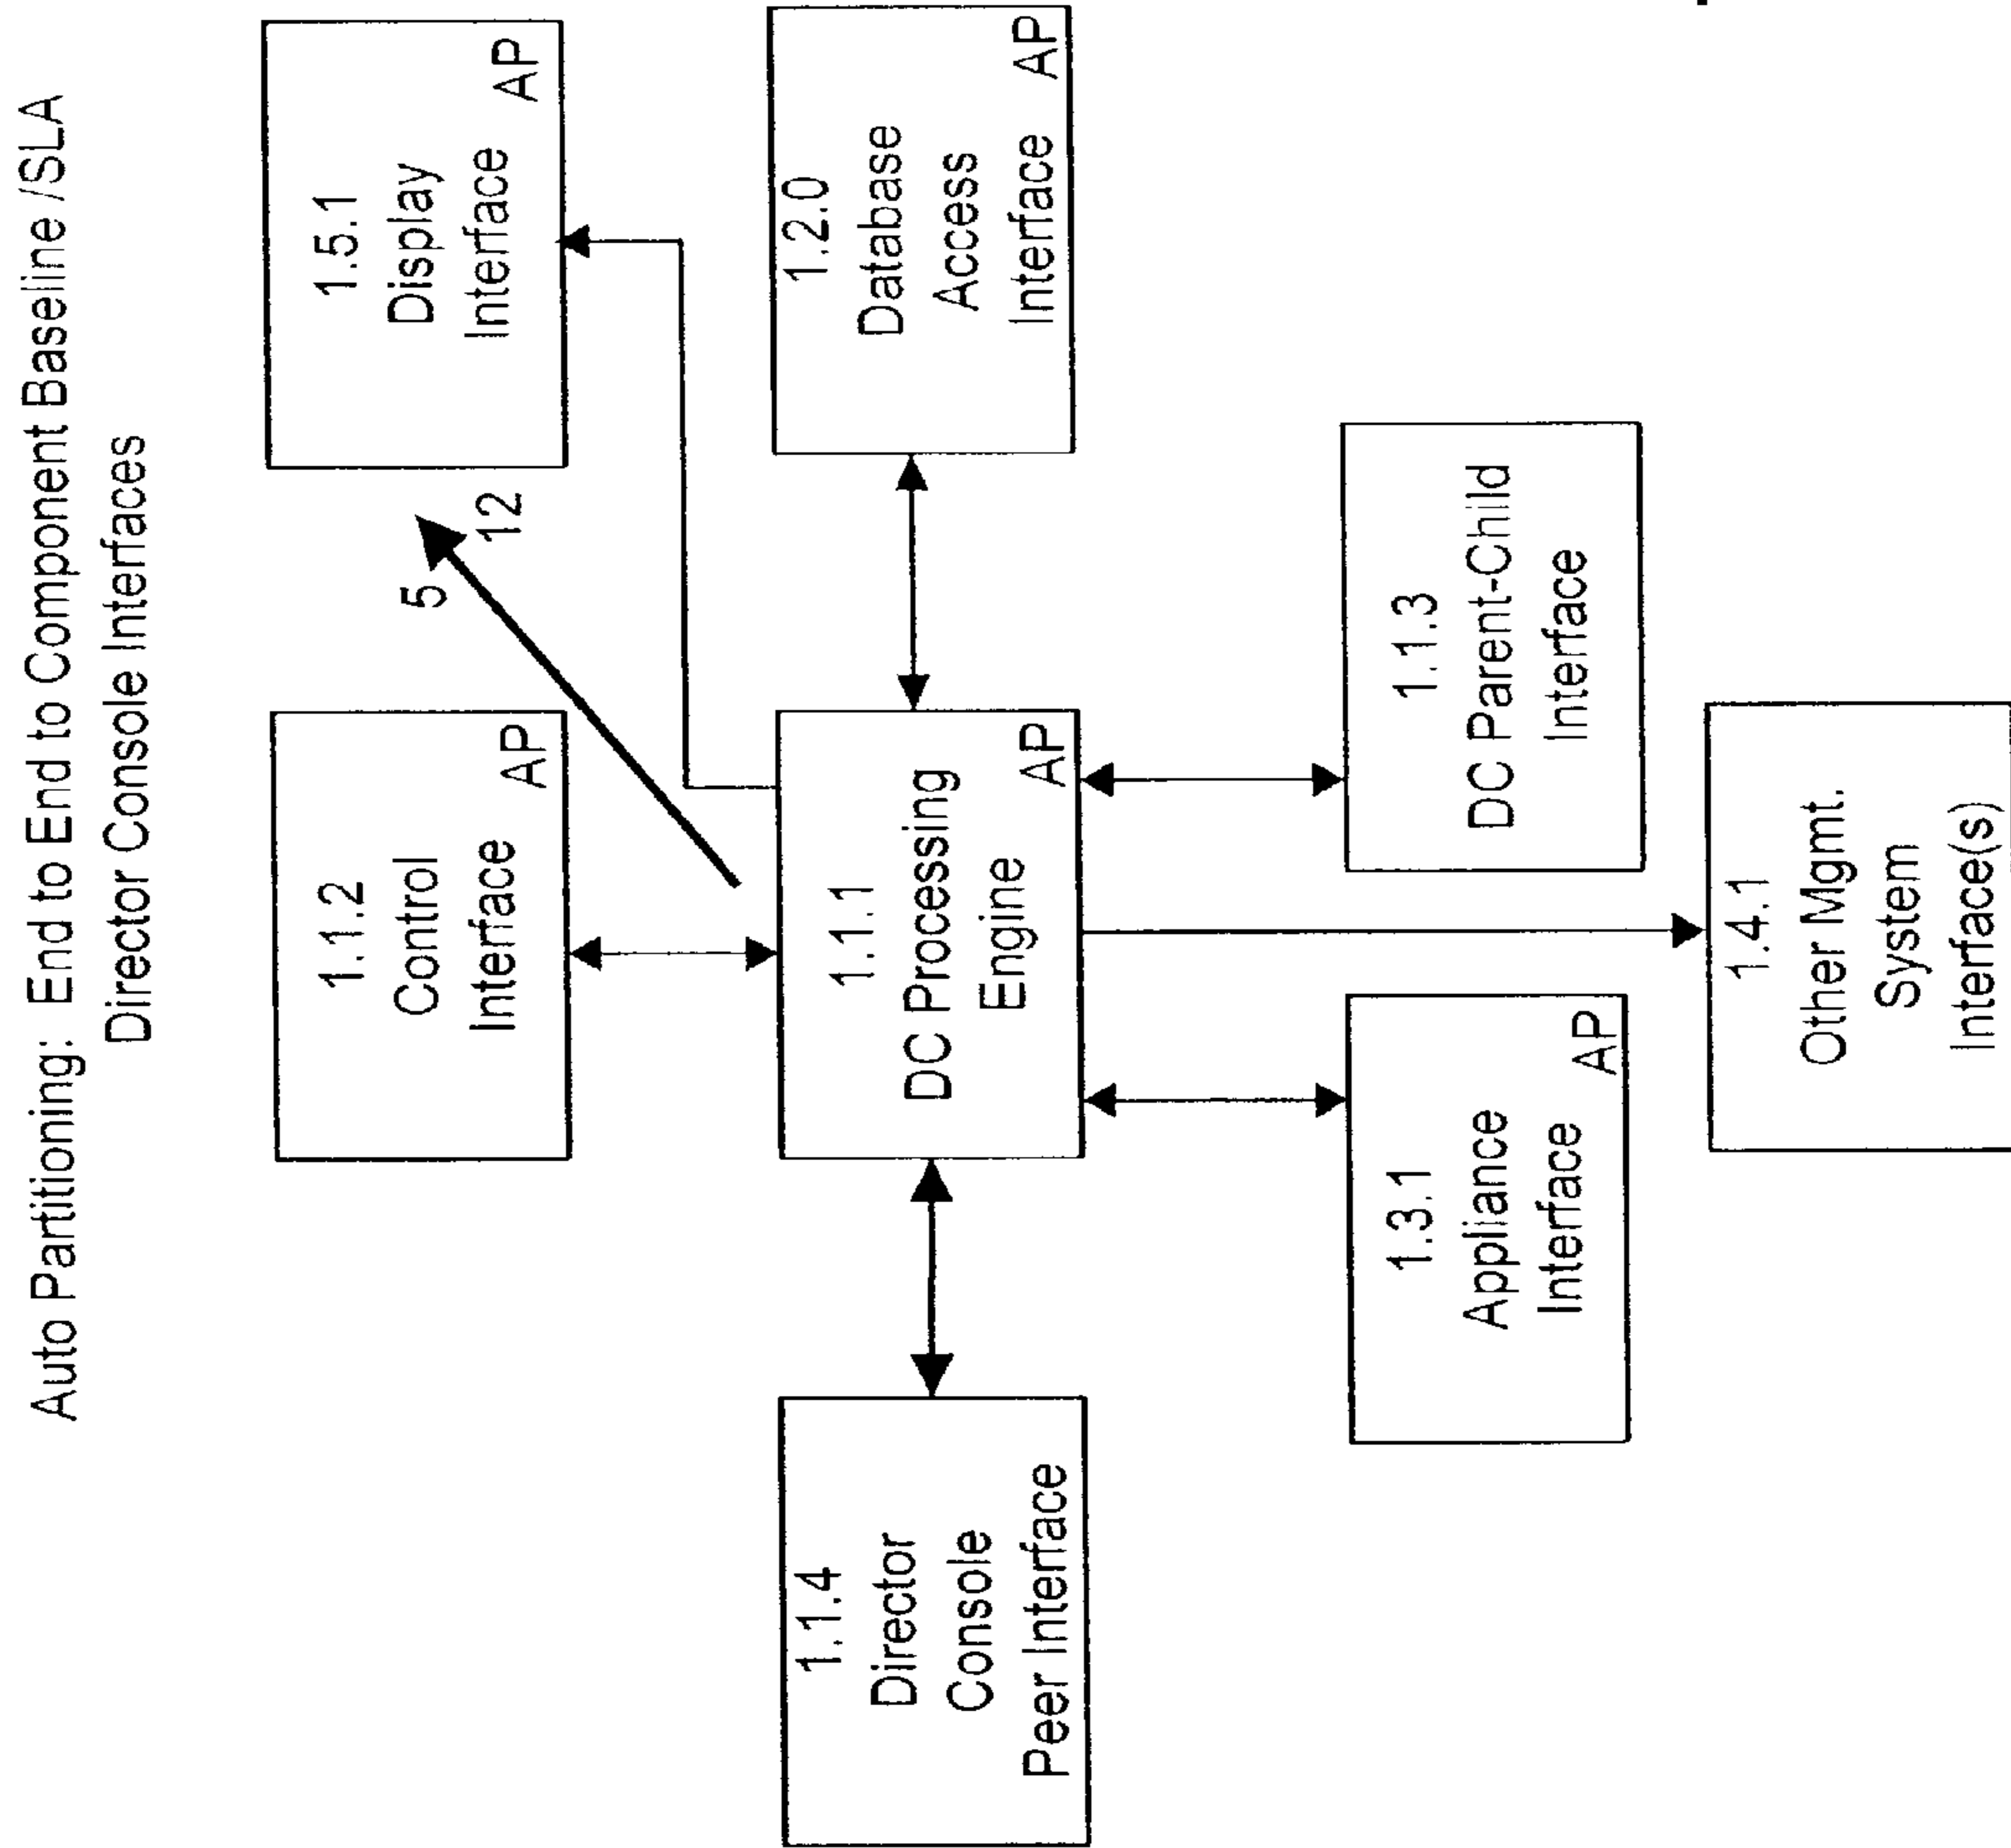 Auto Partitioning: End to End to Component Baseline /SLA
Director Console Interfaces
1.1.2
Control
Interface
AP
5
12
1.5.1
Display
Interface
AP
1.1.4
Director
Console
Peer Interface
1.1.1
DC Processing
Engine
AP
1.2.0
Database
Access
Interface
AP
1.3.1
Appliance
Interface
AP
1.1.3
DC Parent-Child
Interface
1.4.1
Other Mgmt.
System
Interface(s)